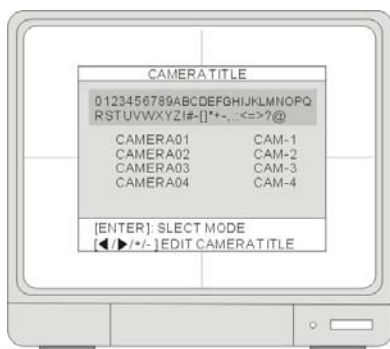 CAMERA TITLE
0123456789ABCDEFGHIJKLMNOPQ
RSTUVWXYZ!#-[]*+-,.:<=>?@
CAMERA01 CAM-1
CAMERA02 CAM-2
CAMERA03 CAM-3
CAMERA04 CAM-4
[ENTER]: SLECT MODE
[◀/▶/+/- ] EDIT CAMERA TITLE